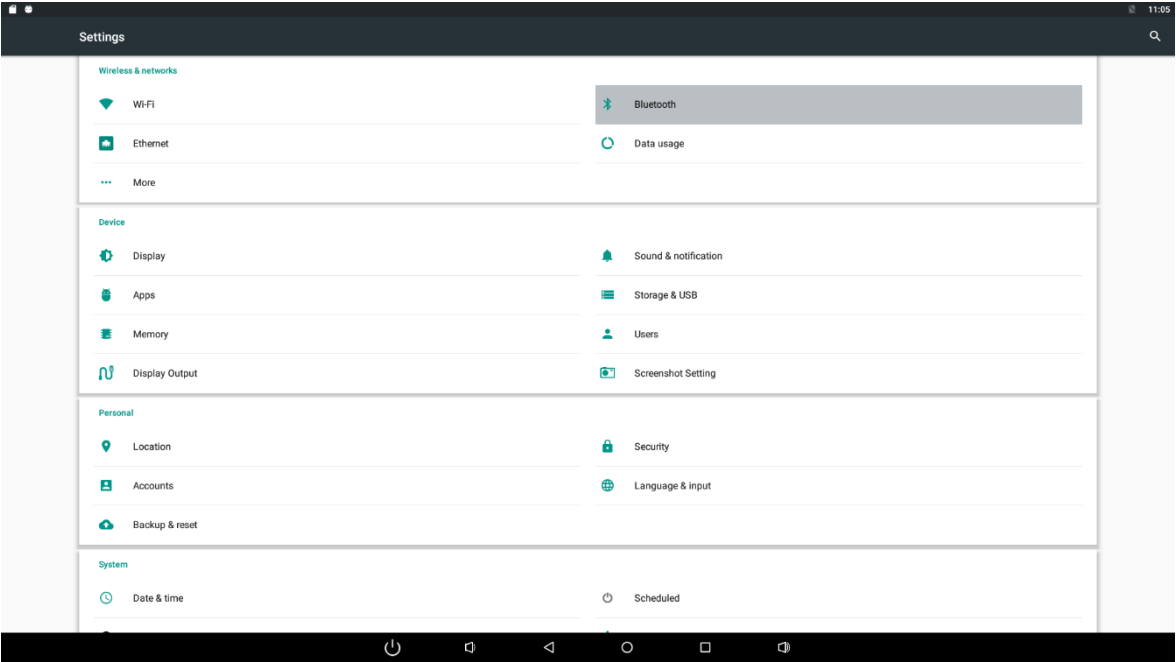 11:05
Settings
Wireless & networks
Wi-Fi
Bluetooth
Ethernet
Data usage
More
Device
Display
Sound & notification
Apps
Storage & USB
Memory
Users
Display Output
Screenshot Setting
Personal
Location
Security
Accounts
Language & input
Backup & reset
System
Date & time
Scheduled